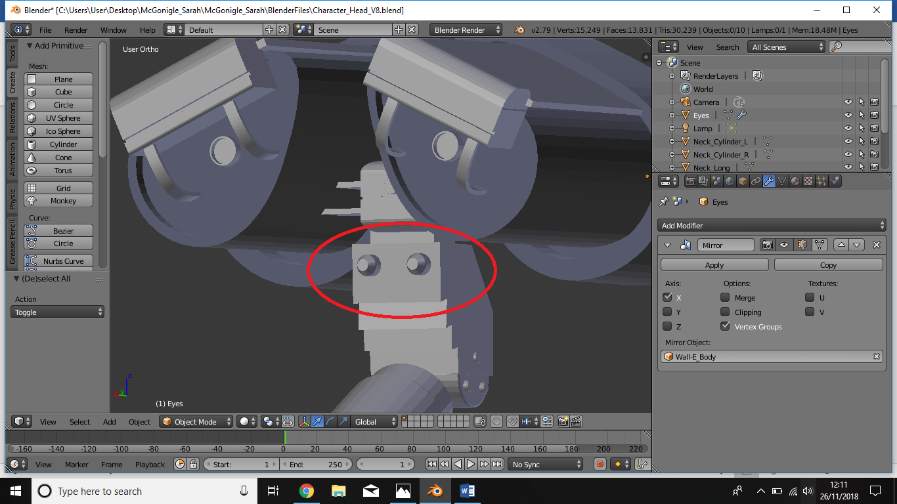 Blender* [C:\Users\User\Desktop\McGonigle_Sarah\BlenderFiles\Character_Head_V8.blend]
File Render Window Help Default Scene Blender Render v2.79 | Verts:15,249 | Faces:13,831 | Tris:30,239 | Objects:0/10 | Lamps:0/1 | Mem:18.48M | Eyes
Tools
Create
Relations
Animation
Physic
Grease Pencil
Add Primitive
Mesh:
Plane
Cube
Circle
UV Sphere
Ico Sphere
Cylinder
Cone
Torus
Grid
Monkey
Curve:
Bezier
Circle
Nurbs Curve
(De)select All
Action
Toggle
User Ortho
(1) Eyes
View Search All Scenes
Scene
RenderLayers
World
Camera
Eyes
Lamp
Neck_Cylinder_L
Neck_Cylinder_R
Neck_Long
Eyes
Add Modifier
Mirror
Apply Copy
Axis: Options: Textures:
X Merge U
Y Clipping V
Z Vertex Groups
Mirror Object:
Wall-E_Body
View Select Add Object Object Mode Global
-160 -140 -120 -100 -80 -60 -40 -20 0 20 40 60 80 100 120 140 160 180 200 220
View Marker Frame Playback Start: 1 End: 250 1 No Sync
Type here to search
12:11
26/11/2018